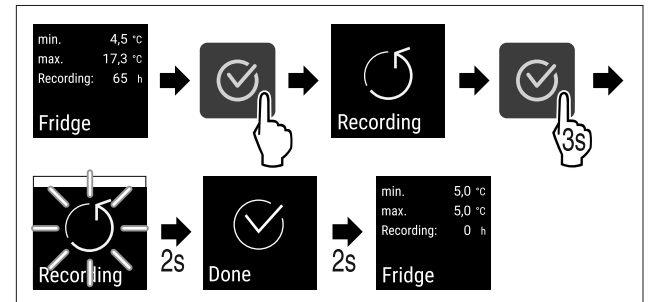 min. 4,5 °C
max. 17,3 °C
Recording: 65 h
Fridge
Recording
3s
Recording
2s
Done
2s
min. 5,0 °C
max. 5,0 °C
Recording: 0 h
Fridge